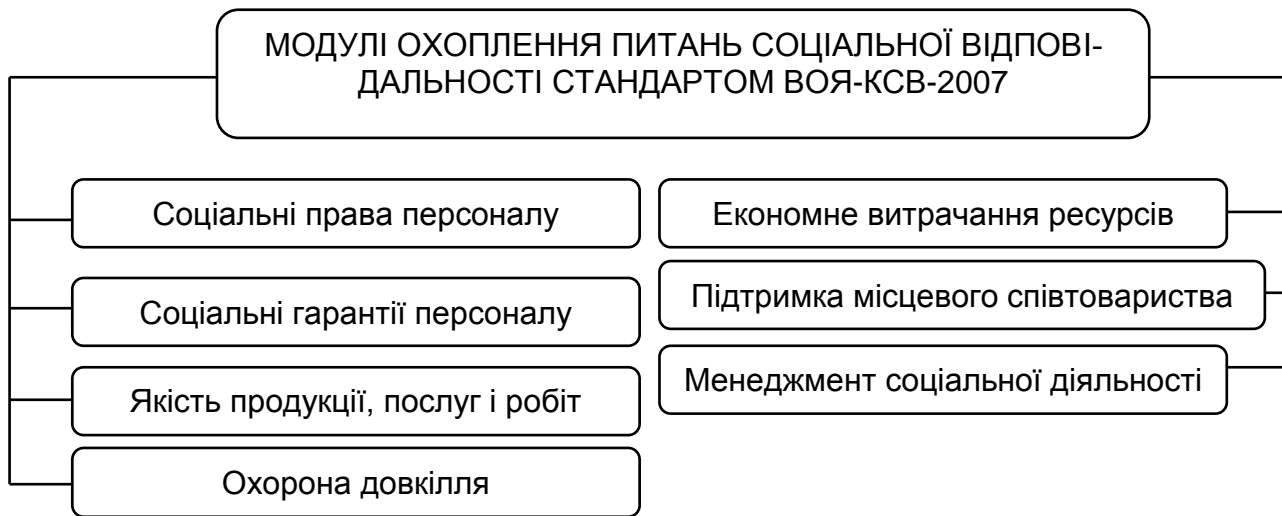 МОДУЛІ ОХОПЛЕННЯ ПИТАНЬ СОЦІАЛЬНОЇ ВІДПОВІ-
ДАЛЬНОСТІ СТАНДАРТОМ ВОЯ-КСВ-2007
Соціальні права персоналу
Соціальні гарантії персоналу
Якість продукції, послуг і робіт
Охорона довкілля
Економне витрачання ресурсів
Підтримка місцевого співтовариства
Менеджмент соціальної діяльності